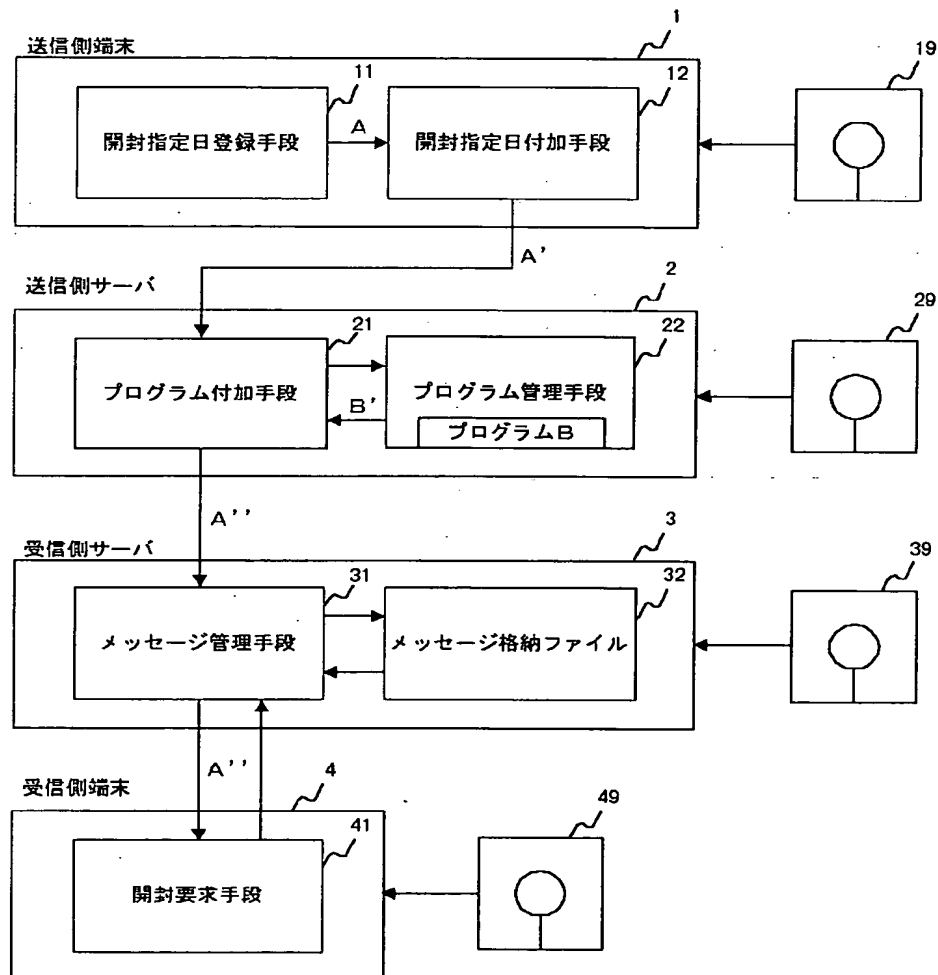 1
送信側端末
11
12
19
開封指定日登録手段
A
開封指定日付加手段
A'
送信側サーバ
2
21
22
29
プログラム付加手段
プログラム管理手段
B'
プログラムB
A''
受信側サーバ
3
31
32
39
メッセージ管理手段
メッセージ格納ファイル
A''
受信側端末
4
41
49
開封要求手段